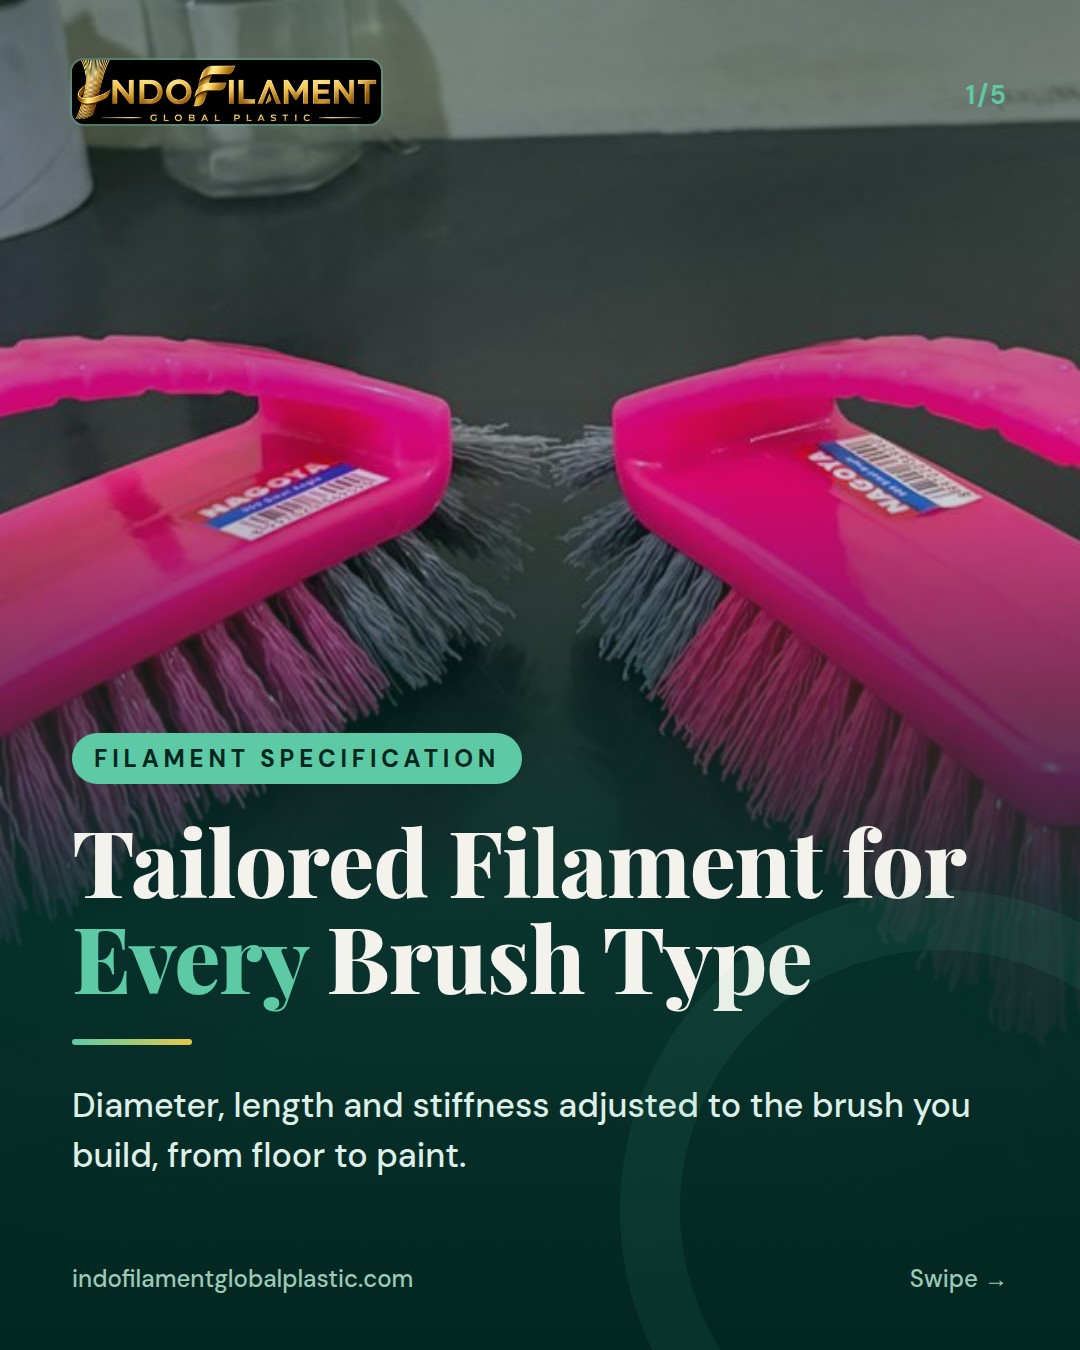 INDOFILAMENT
GLOBAL PLASTIC
1/5
NAGOYA
NAGOYA
FILAMENT SPECIFICATION
Tailored Filament for
Every Brush Type
Diameter, length and stiffness adjusted to the brush you
build, from floor to paint.
indofilamentglobalplastic.com
Swipe →